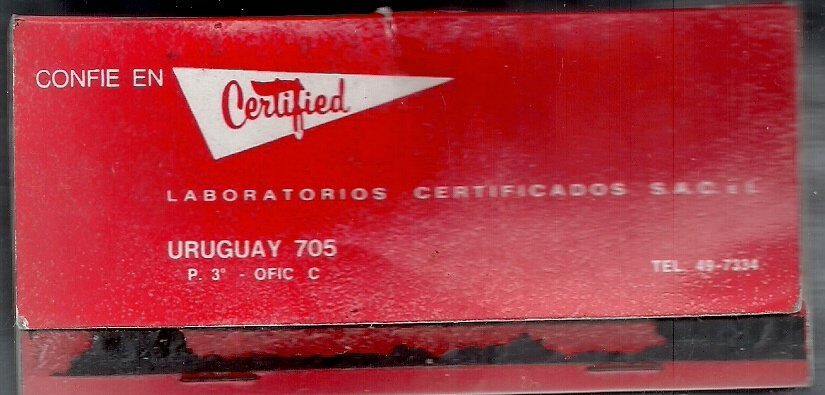 CONFIE EN
Certified
LABORATORIOS CERTIFICADOS S.A.C. e I.
URUGUAY 705
P. 3° - OFIC C
TEL. 49-7334